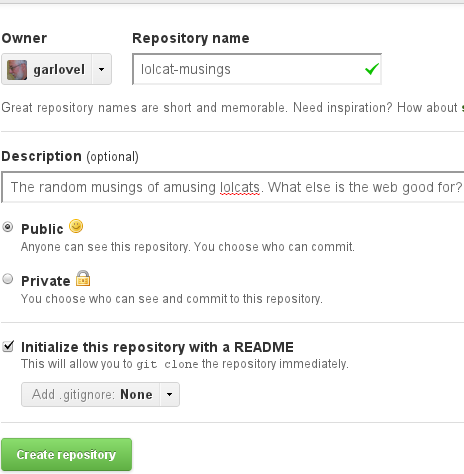 Owner Repository name
garlovel lolcat-musings
Great repository names are short and memorable. Need inspiration? How about
Description (optional)
The random musings of amusing lolcats. What else is the web good for?
Public
Anyone can see this repository. You choose who can commit.
Private
You choose who can see and commit to this repository.
Initialize this repository with a README
This will allow you to git clone the repository immediately.
Add .gitignore: None
Create repository